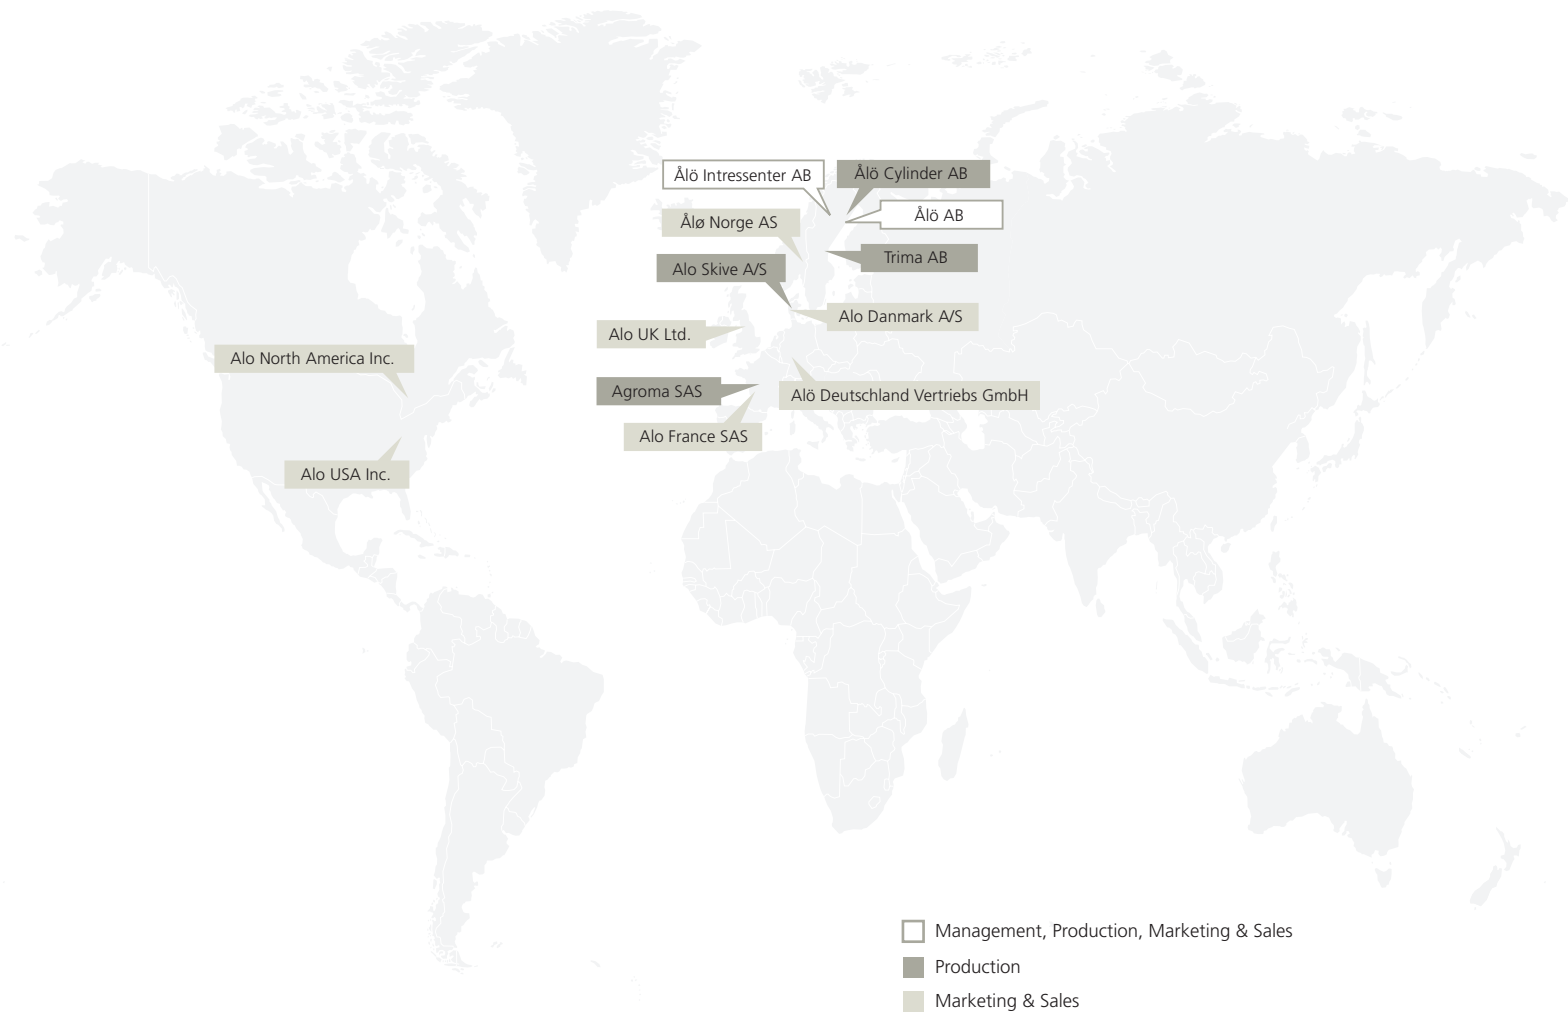 Ålö Intressenter AB
Ålö Cylinder AB
Ålö AB
Ålø Norge AS
Trima AB
Alo Skive A/S
Alo Danmark A/S
Alo UK Ltd.
Alo North America Inc.
Agroma SAS
Alö Deutschland Vertriebs GmbH
Alo France SAS
Alo USA Inc.
Management, Production, Marketing & Sales
Production
Marketing & Sales